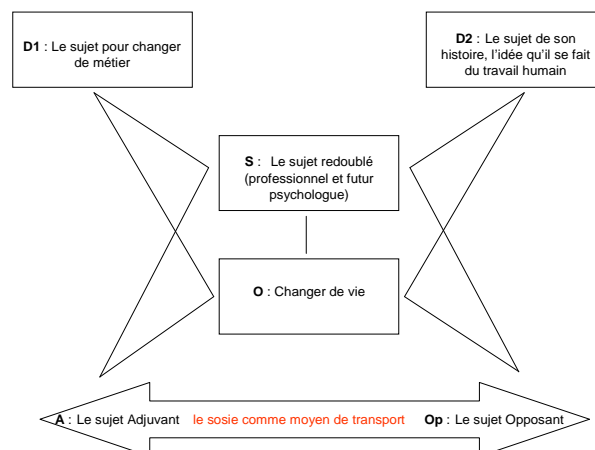 D1 : Le sujet pour changer
de métier
D2 : Le sujet de son
histoire, l'idée qu'il se fait
du travail humain
S : Le sujet redoublé
(professionnel et futur
psychologue)
O : Changer de vie
A : Le sujet Adjuvant le sosie comme moyen de transport Op : Le sujet Opposant